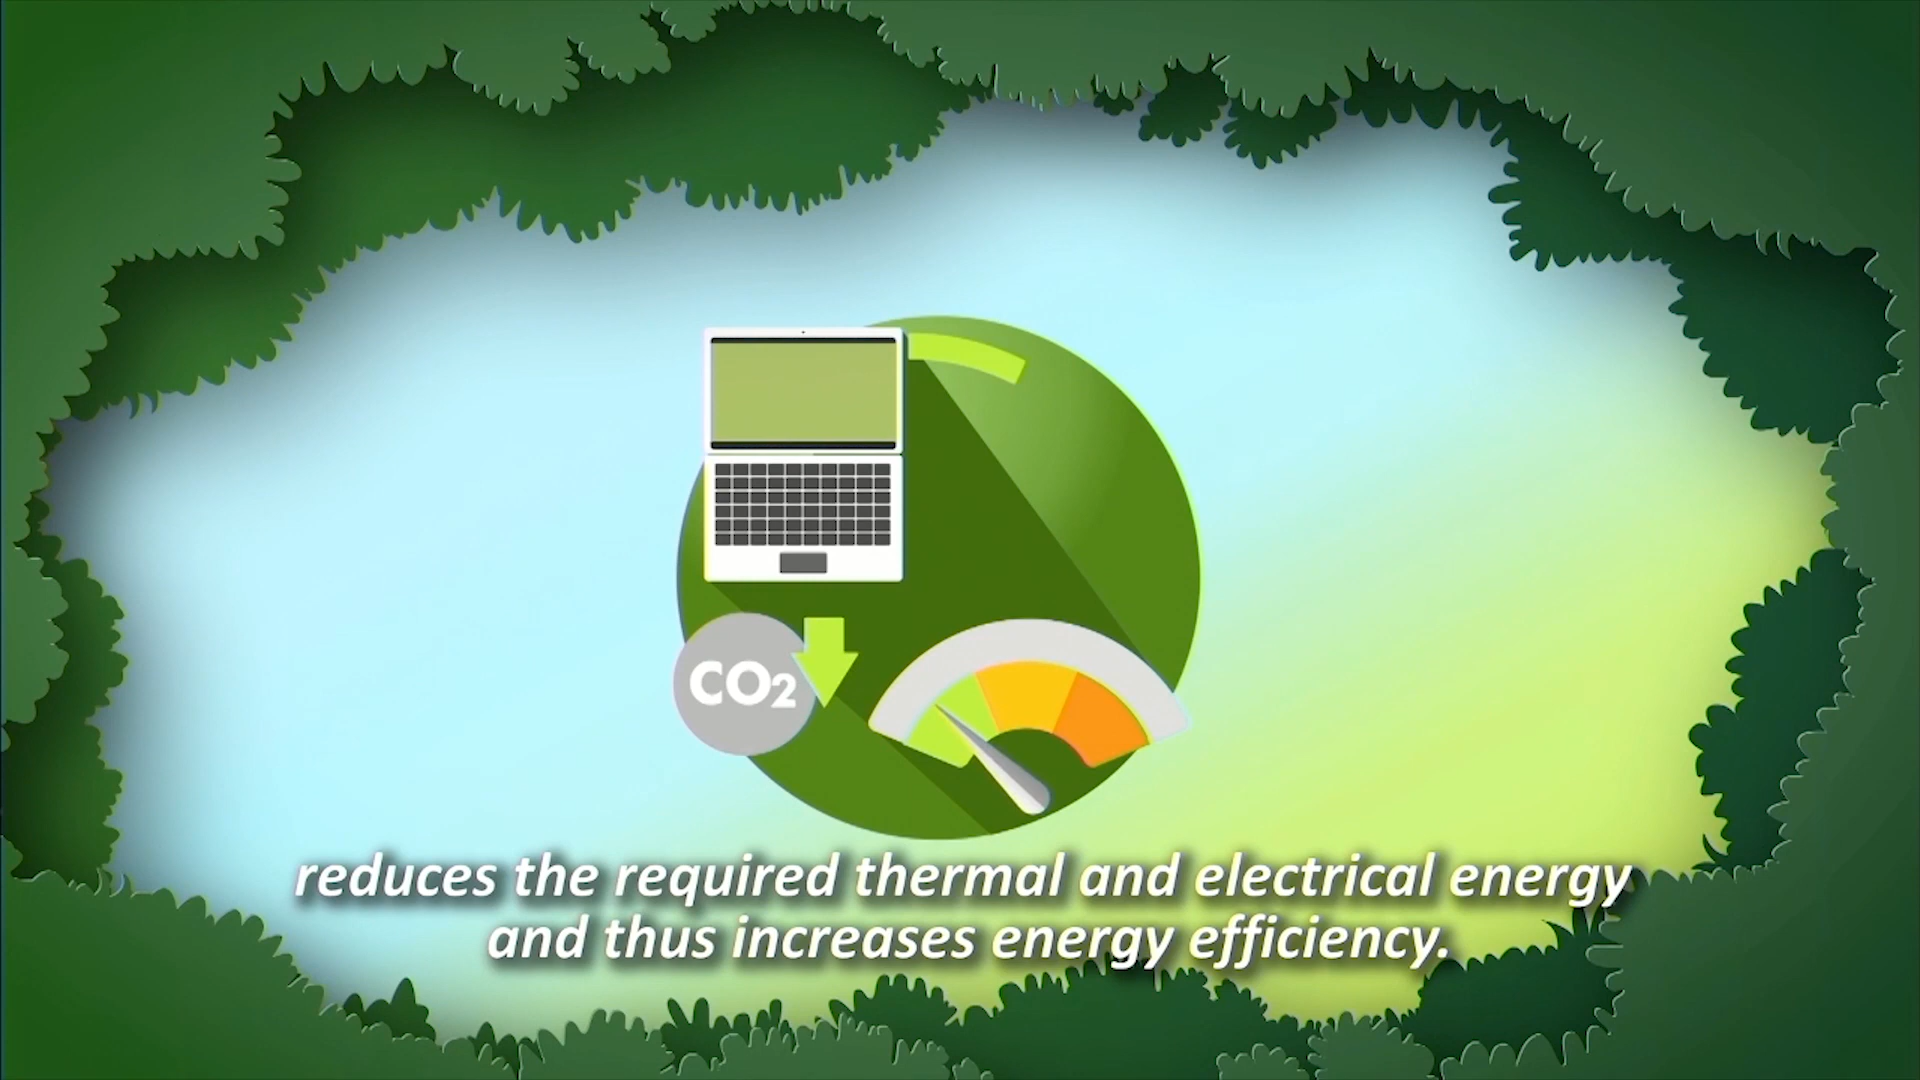 CO2
reduces the required thermal and electrical energy
and thus increases energy efficiency.